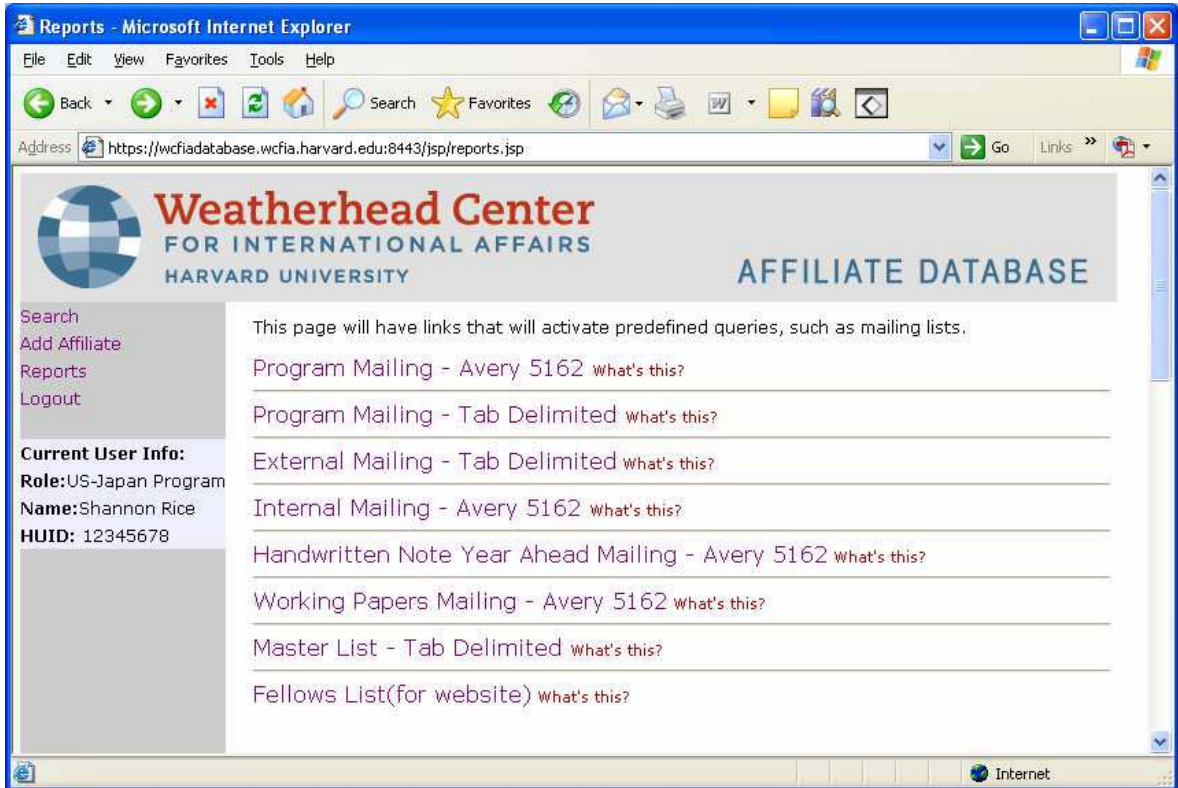 Reports - Microsoft Internet Explorer
File Edit View Favorites Tools Help
Back Search Favorites
Address https://wcfiadatabase.wcfia.harvard.edu:8443/jsp/reports.jsp Go Links »
Weatherhead Center
FOR INTERNATIONAL AFFAIRS
HARVARD UNIVERSITY
AFFILIATE DATABASE
Search
Add Affiliate
Reports
Logout
Current User Info:
Role:US-Japan Program
Name:Shannon Rice
HUID: 12345678
This page will have links that will activate predefined queries, such as mailing lists.
Program Mailing - Avery 5162 What's this?
Program Mailing - Tab Delimited What's this?
External Mailing - Tab Delimited What's this?
Internal Mailing - Avery 5162 What's this?
Handwritten Note Year Ahead Mailing - Avery 5162 What's this?
Working Papers Mailing - Avery 5162 What's this?
Master List - Tab Delimited What's this?
Fellows List(for website) What's this?
Internet